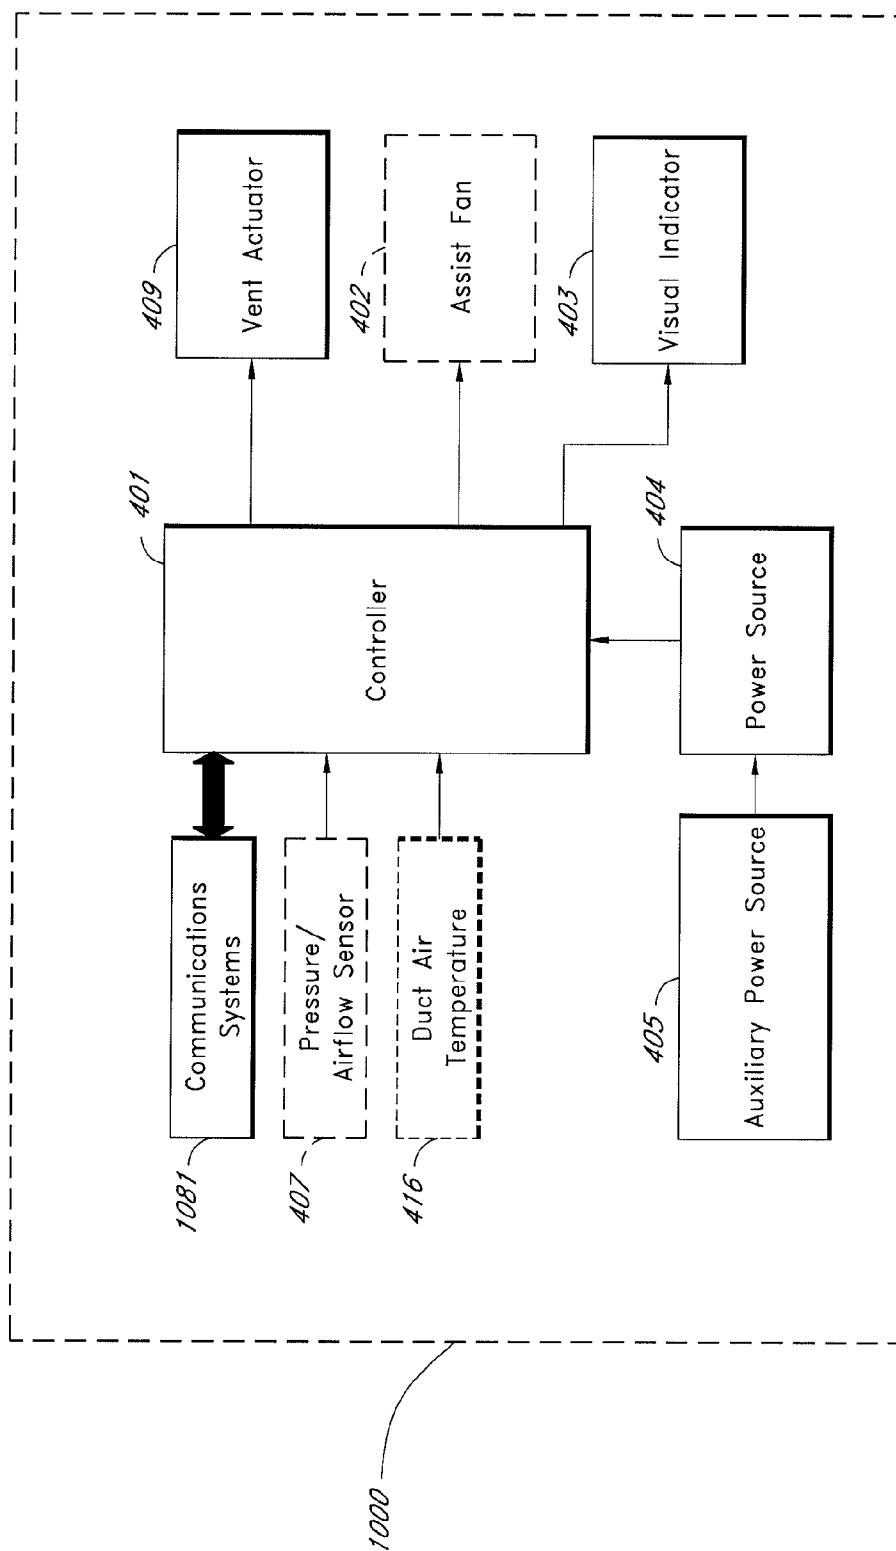 1000
1081
Communications
Systems
407
Pressure/
Airflow Sensor
416
Duct Air
Temperature
405
Auxiliary Power Source
401
Controller
404
Power Source
409
Vent Actuator
402
Assist Fan
403
Visual Indicator